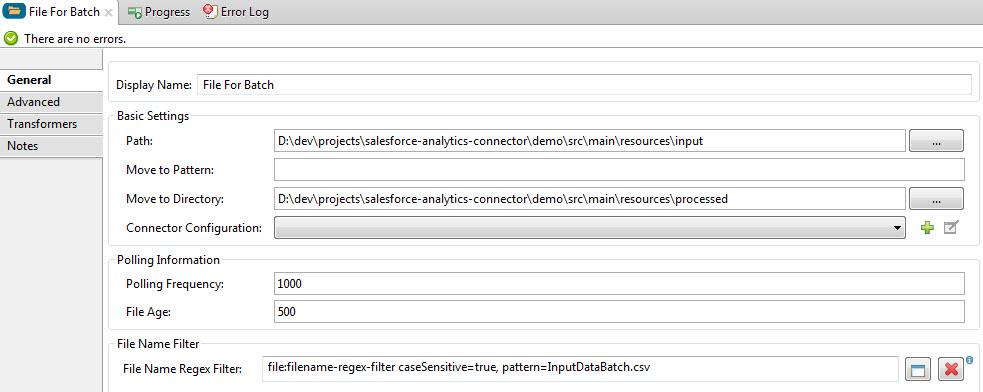 File For Batch Progress Error Log
There are no errors.
General
Advanced
Transformers
Notes
Display Name: File For Batch
Basic Settings
Path: D:\dev\projects\salesforce-analytics-connector\demo\src\main\resources\input ...
Move to Pattern:
Move to Directory: D:\dev\projects\salesforce-analytics-connector\demo\src\main\resources\processed ...
Connector Configuration:
Polling Information
Polling Frequency: 1000
File Age: 500
File Name Filter
File Name Regex Filter: file:filename-regex-filter caseSensitive=true, pattern=InputDataBatch.csv